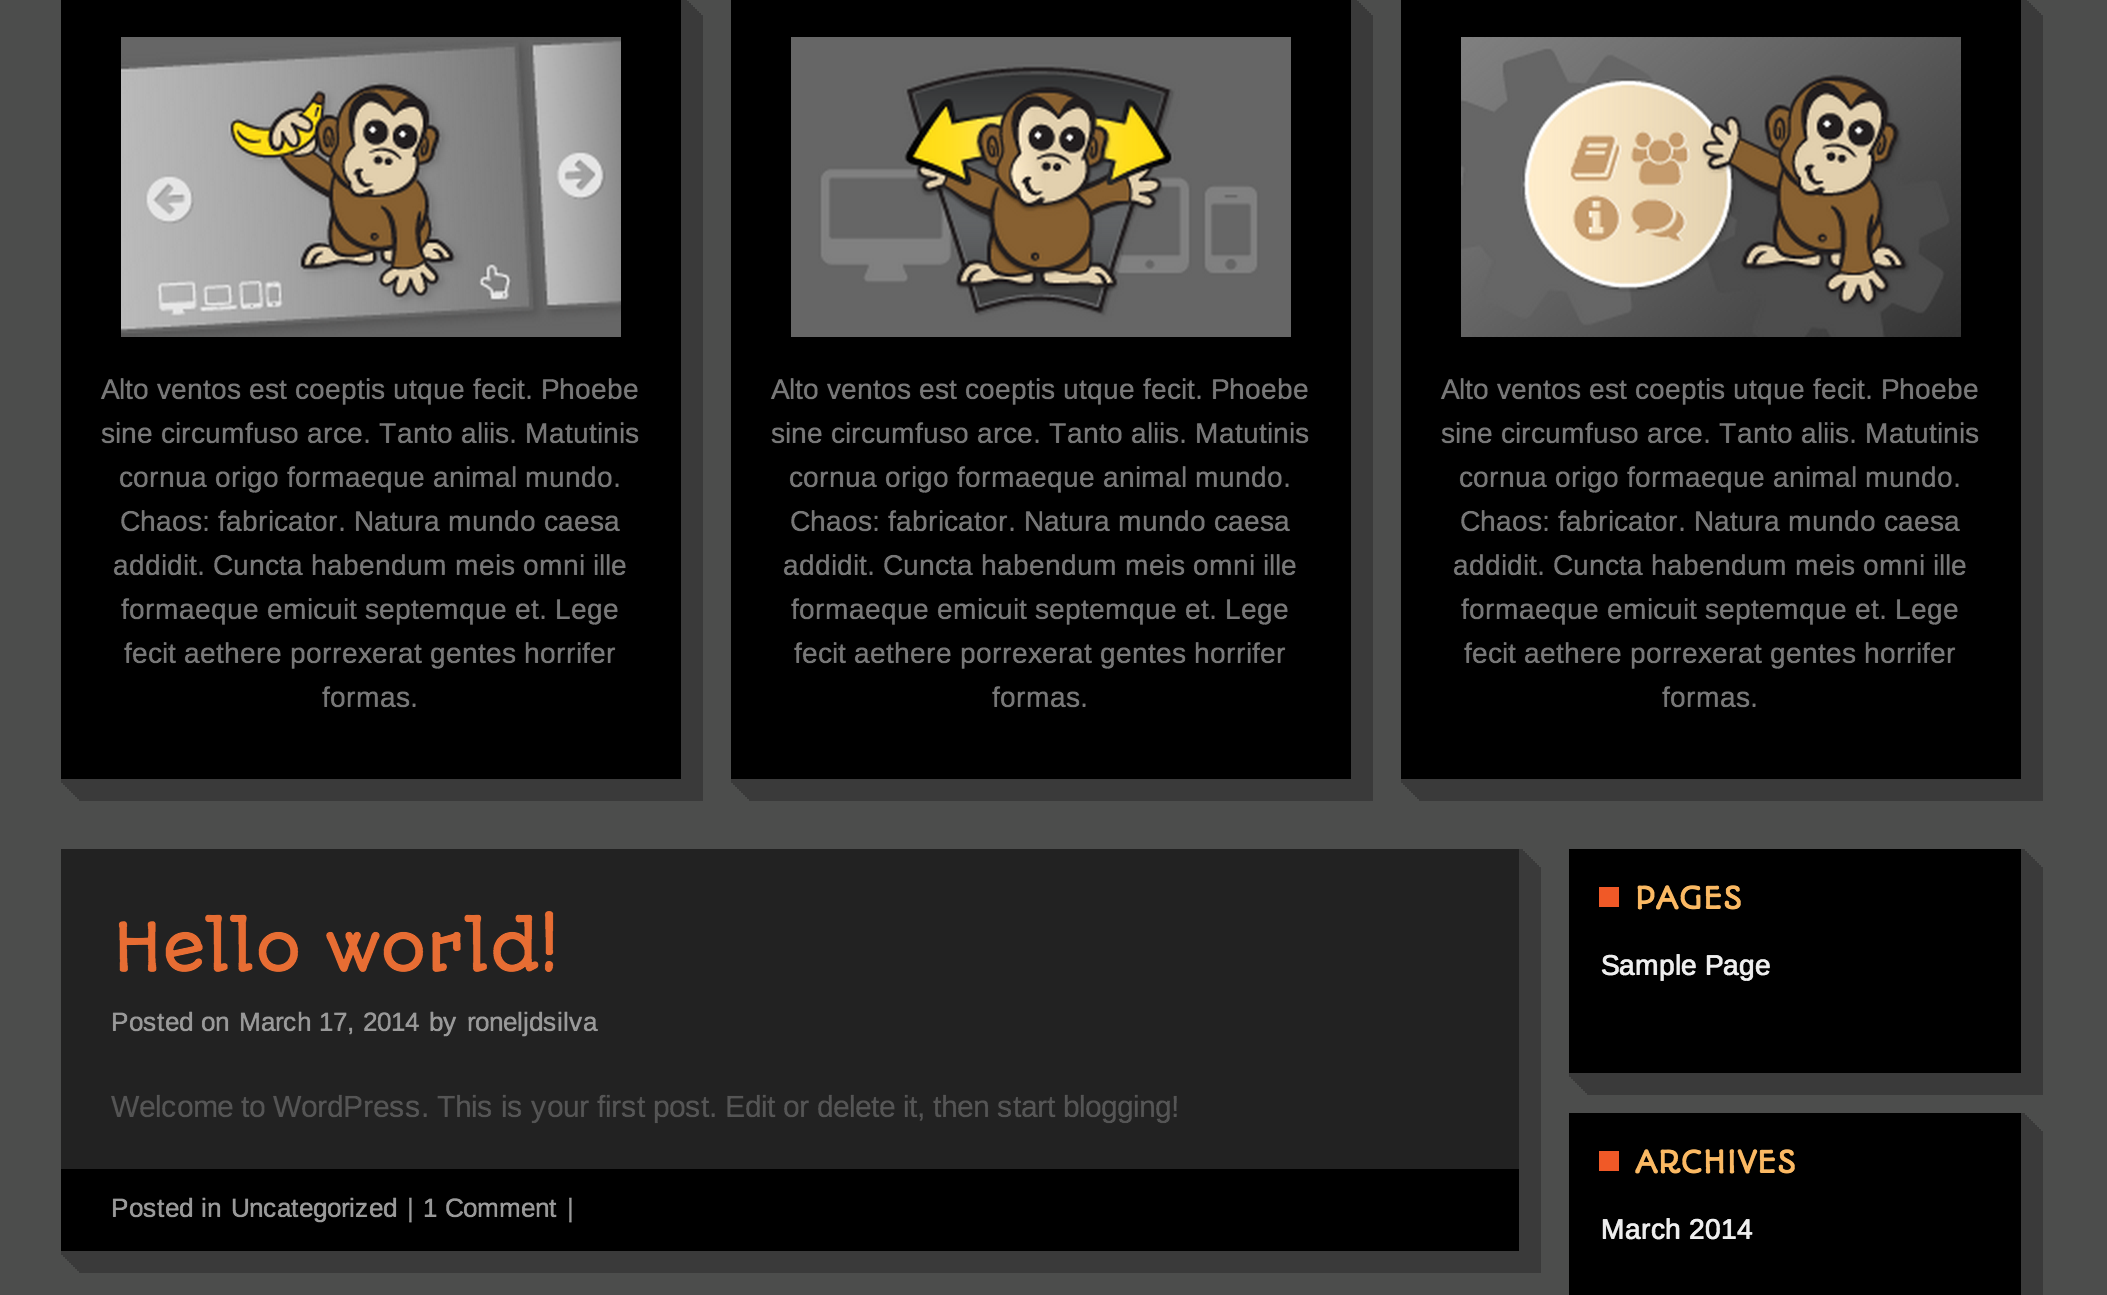 Alto ventos est coeptis utque fecit. Phoebe
sine circumfuso arce. Tanto aliis. Matutinis
cornua origo formaeque animal mundo.
Chaos: fabricator. Natura mundo caesa
addidit. Cuncta habendum meis omni ille
formaeque emicuit septemque et. Lege
fecit aethere porrexerat gentes horrifer
formas.
Alto ventos est coeptis utque fecit. Phoebe
sine circumfuso arce. Tanto aliis. Matutinis
cornua origo formaeque animal mundo.
Chaos: fabricator. Natura mundo caesa
addidit. Cuncta habendum meis omni ille
formaeque emicuit septemque et. Lege
fecit aethere porrexerat gentes horrifer
formas.
Alto ventos est coeptis utque fecit. Phoebe
sine circumfuso arce. Tanto aliis. Matutinis
cornua origo formaeque animal mundo.
Chaos: fabricator. Natura mundo caesa
addidit. Cuncta habendum meis omni ille
formaeque emicuit septemque et. Lege
fecit aethere porrexerat gentes horrifer
formas.
Hello world!
Posted on March 17, 2014 by roneljdsilva
Welcome to WordPress. This is your first post. Edit or delete it, then start blogging!
Posted in Uncategorized | 1 Comment |
PAGES
Sample Page
ARCHIVES
March 2014